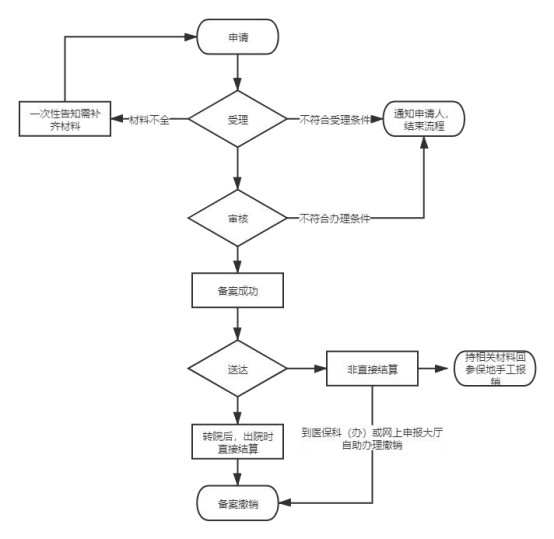 申请
一次性告知需补
齐材料
材料不全
受理
不符合受理条件
通知申请人，
结束流程
审核
不符合办理条件
备案成功
送达
非直接结算
持相关材料回
参保地手工报
销
转院后，出院时
直接结算
到医保科（办）或网上申报大厅
自助办理撤销
备案撤销